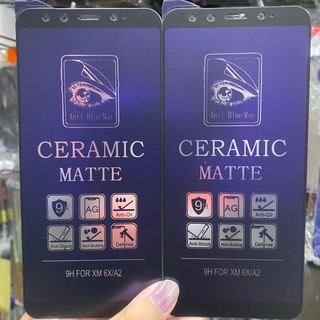 Anti Blue Ray
CERAMIC
MATTE
9
AG
Anti-Oil
Anti-Shock
Non-Bubble
Defense
9H FOR XM 6X/A2
Anti Blue Ray
CERAMIC
MATTE
9
AG
Anti-Oil
Anti-Shock
Non-Bubble
Defense
9H FOR XM 6X/A2